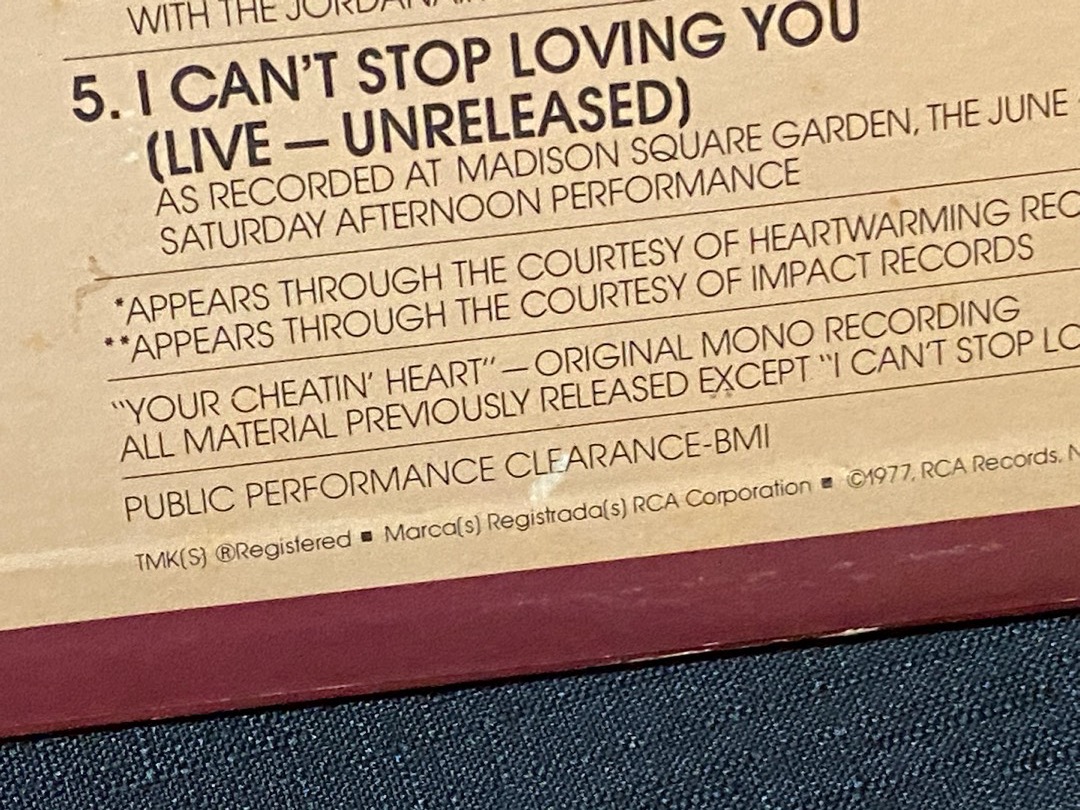 WITH THE JORDANAI
5. I CAN'T STOP LOVING YOU
(LIVE — UNRELEASED)
AS RECORDED AT MADISON SQUARE GARDEN, THE JUNE
SATURDAY AFTERNOON PERFORMANCE
*APPEARS THROUGH THE COURTESY OF HEARTWARMING REC
**APPEARS THROUGH THE COURTESY OF IMPACT RECORDS
"YOUR CHEATIN' HEART"—ORIGINAL MONO RECORDING
ALL MATERIAL PREVIOUSLY RELEASED EXCEPT "I CAN'T STOP LO
PUBLIC PERFORMANCE CLEARANCE-BMI
TMK(S) ®Registered ■ Marca(s) Registrada(s) RCA Corporation ■ ©1977, RCA Records, N